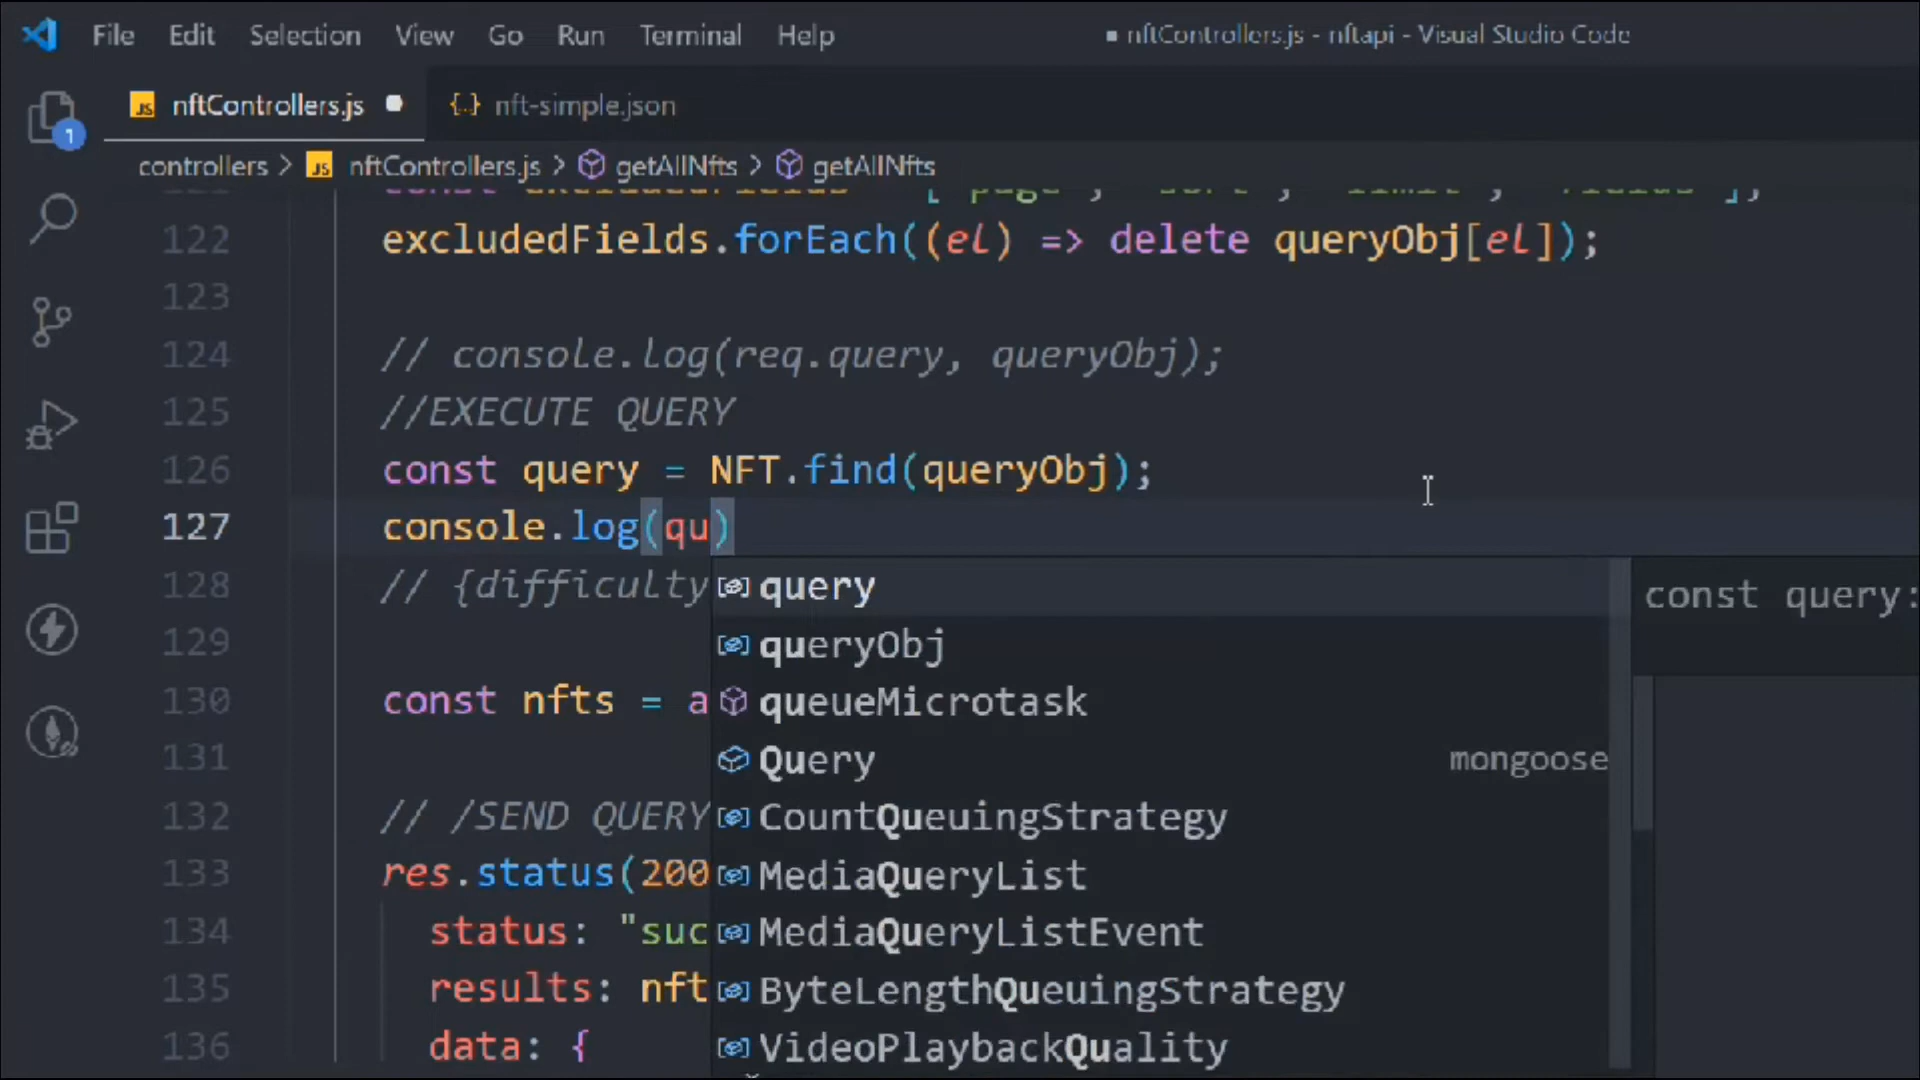 File Edit Selection View Go Run Terminal Help nftControllers.js - nftapi - Visual Studio Code
JS nftControllers.js {..} nft-simple.json
1
controllers > JS nftControllers.js > getAllNfts > getAllNfts
122 excludedFields.forEach((el) => delete queryObj[el]);
123
124 // console.log(req.query, queryObj);
125 //EXECUTE QUERY
126 const query = NFT.find(queryObj);
127 console.log(qu)
128 // {difficulty
129
130 const nfts = a
131
132 // /SEND QUERY
133 res.status(200
134 status: "suc
135 results: nft
136 data: {
query
queryObj
queueMicrotask
Query mongoose
CountQueuingStrategy
MediaQueryList
MediaQueryListEvent
ByteLengthQueuingStrategy
VideoPlaybackQuality
const query: